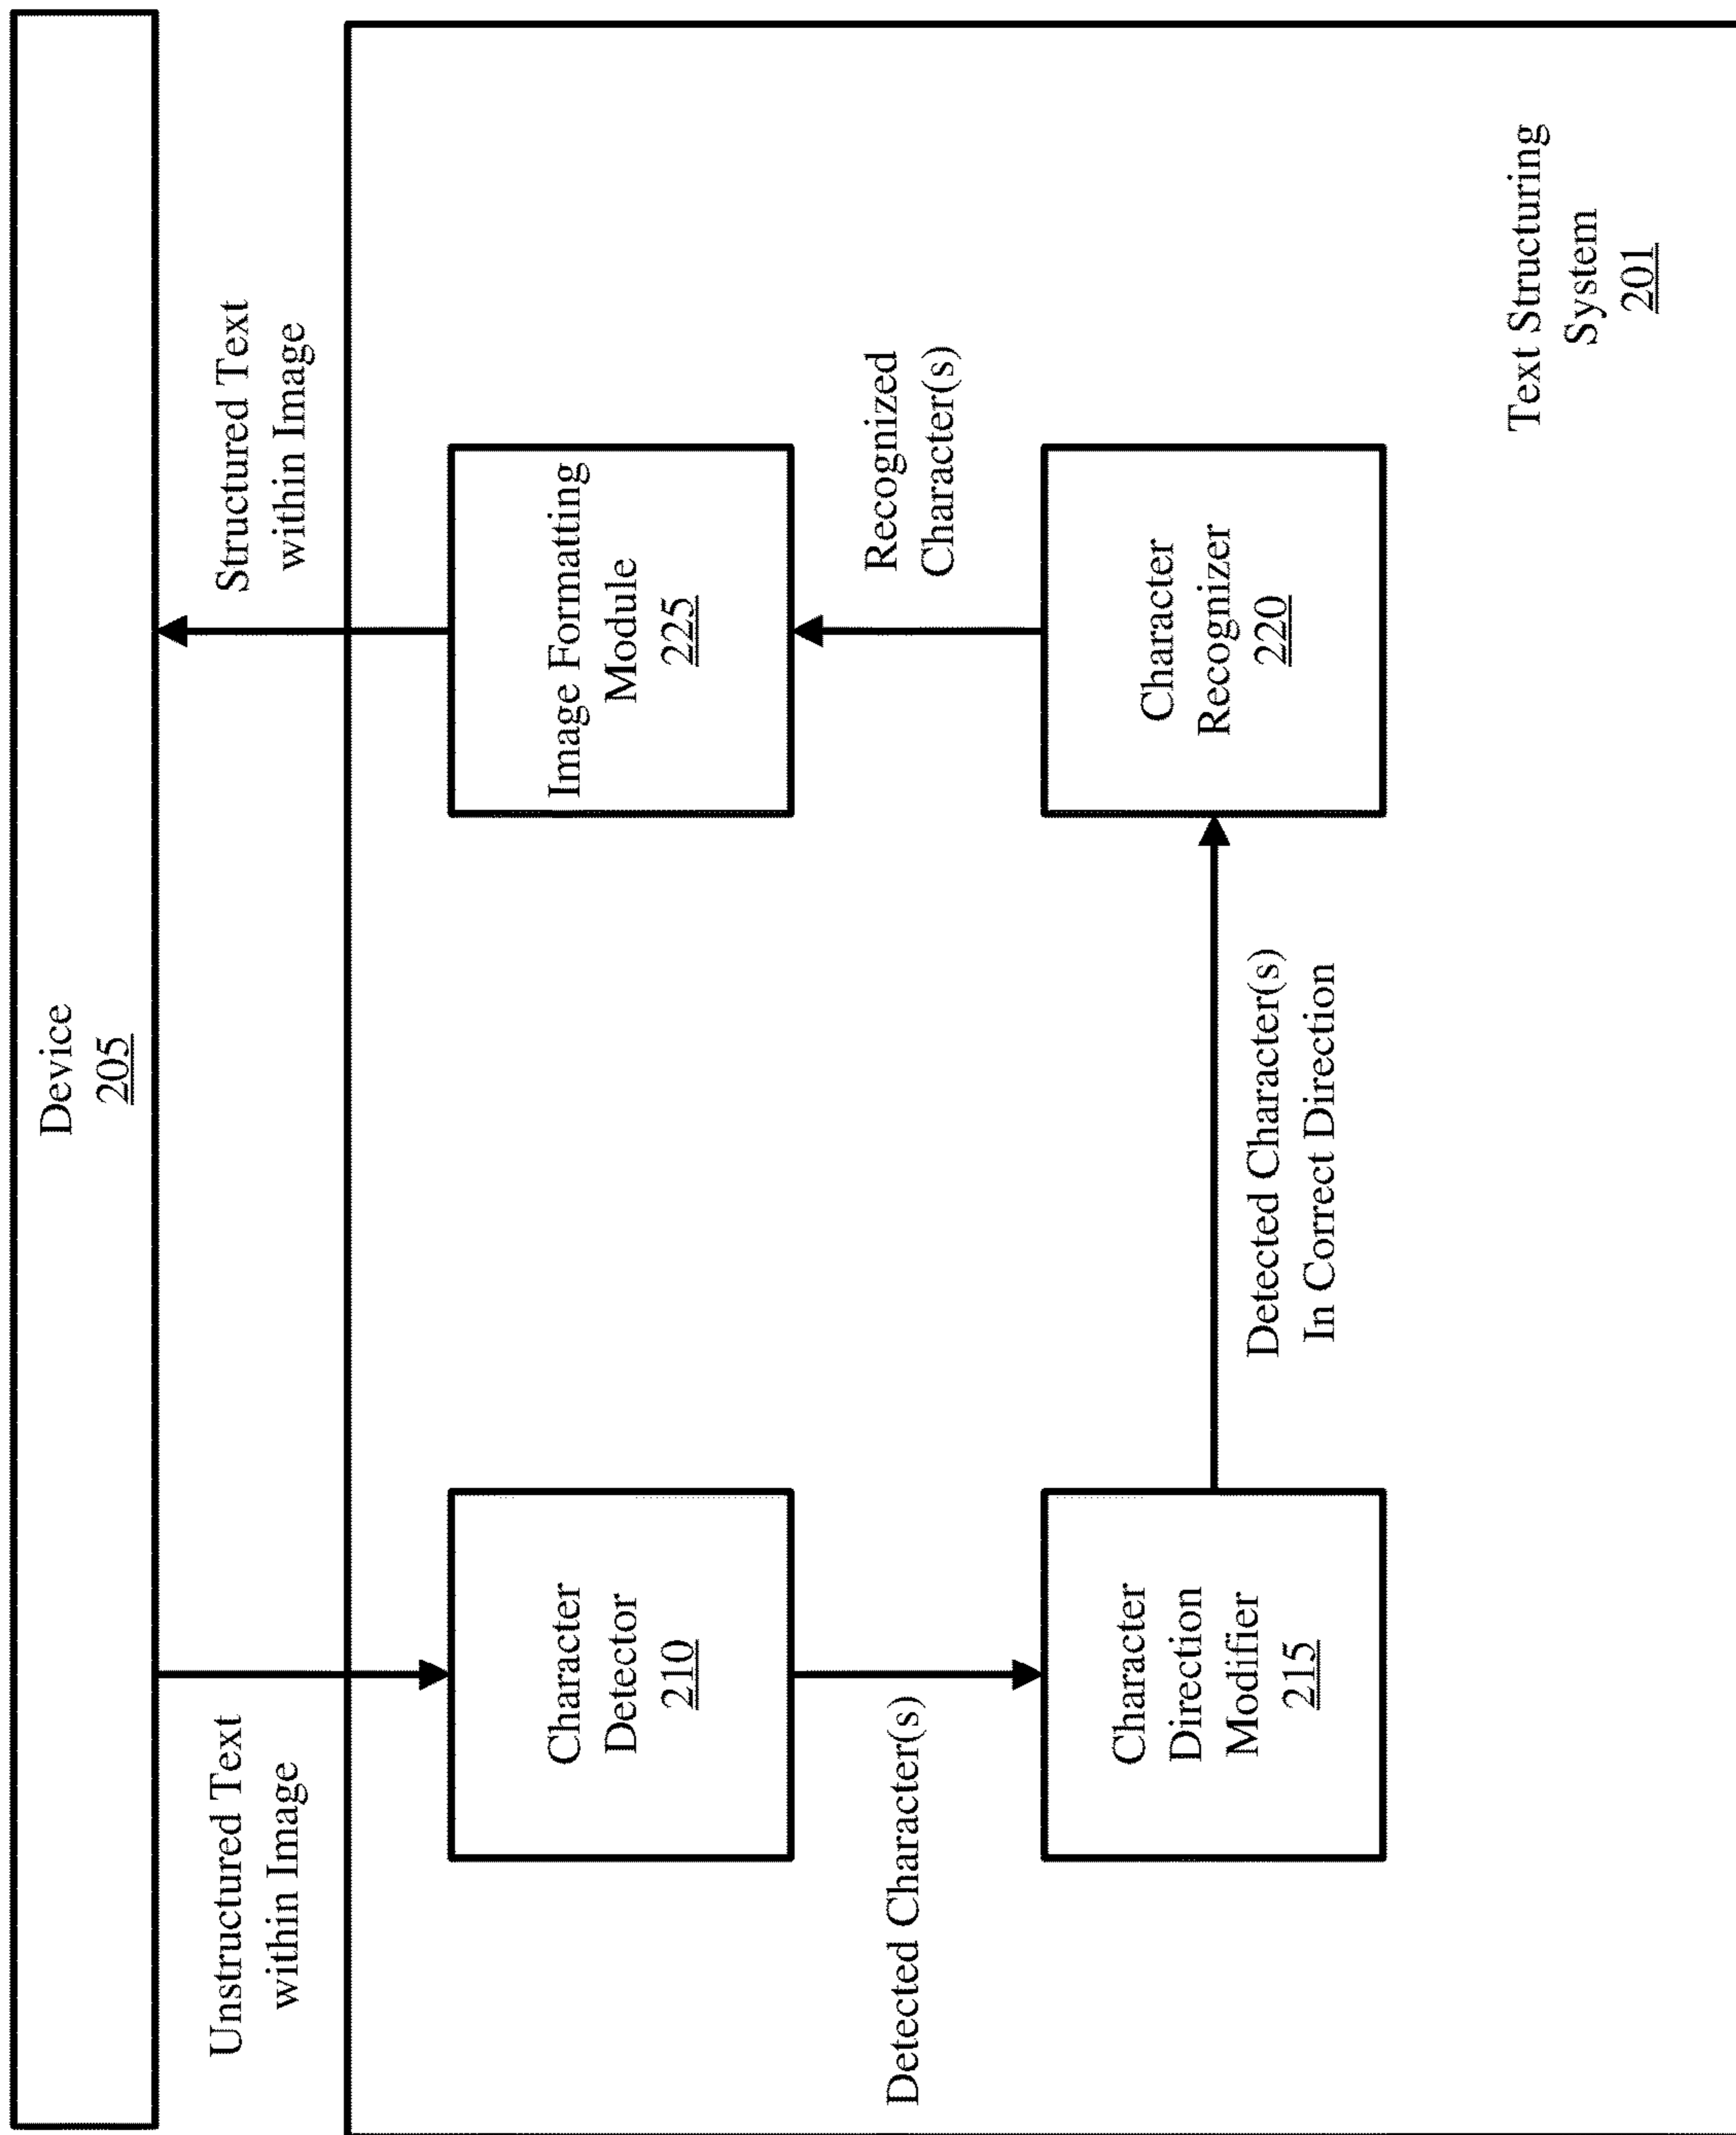 Device
205
Unstructured Text
within Image
Structured Text
within Image
Character
Detector
210
Image Formatting
Module
225
Detected Character(s)
Recognized
Character(s)
Character
Direction
Modifier
215
Detected Character(s)
In Correct Direction
Character
Recognizer
220
Text Structuring
System
201